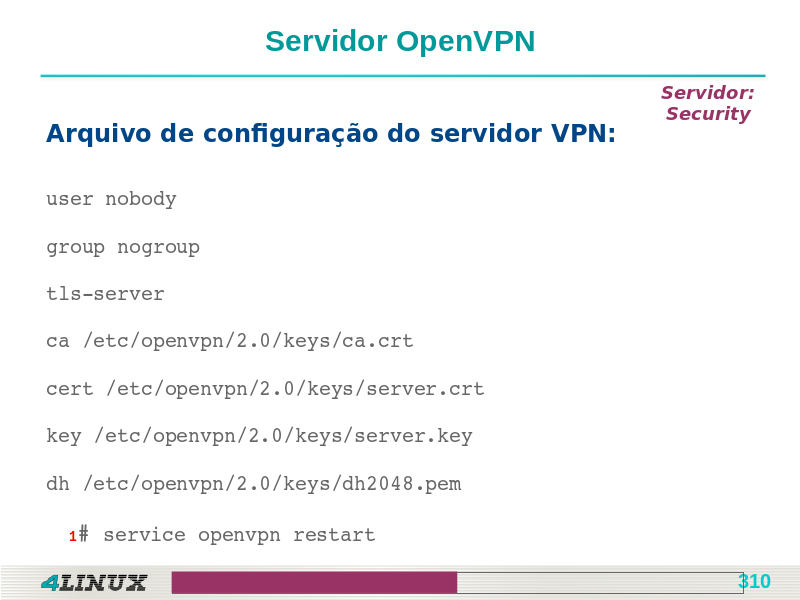 Servidor OpenVPN
Servidor:
Security
Arquivo de configuração do servidor VPN:
user nobody
group nogroup
tls-server
ca /etc/openvpn/2.0/keys/ca.crt
cert /etc/openvpn/2.0/keys/server.crt
key /etc/openvpn/2.0/keys/server.key
dh /etc/openvpn/2.0/keys/dh2048.pem
1# service openvpn restart
4LINUX
310